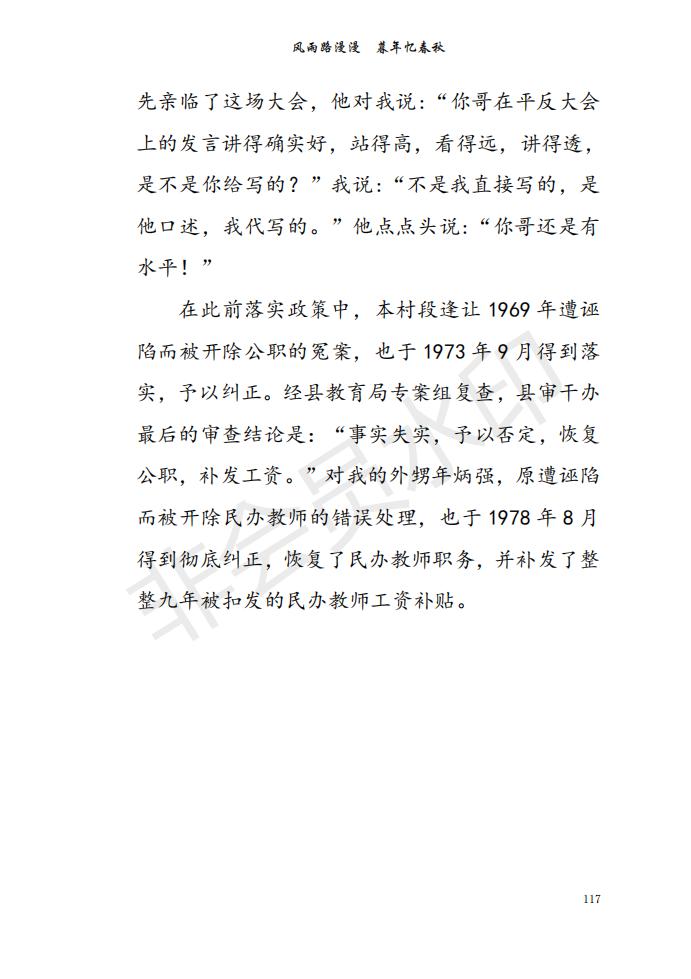 风雨路漫漫　暮年忆春秋
先亲临了这场大会，他对我说：“你哥在平反大会
上的发言讲得确实好，站得高，看得远，讲得透，
是不是你给写的？”我说：“不是我直接写的，是
他口述，我代写的。”他点点头说：“你哥还是有
水平！”
在此前落实政策中，本村段逢让 1969 年遭诬
陷而被开除公职的冤案，也于 1973 年 9 月得到落
实，予以纠正。经县教育局专案组复查，县审干办
最后的审查结论是：“事实失实，予以否定，恢复
公职，补发工资。”对我的外甥年炳强，原遭诬陷
而被开除民办教师的错误处理，也于 1978 年 8 月
得到彻底纠正，恢复了民办教师职务，并补发了整
整九年被扣发的民办教师工资补贴。
非会员水印
117